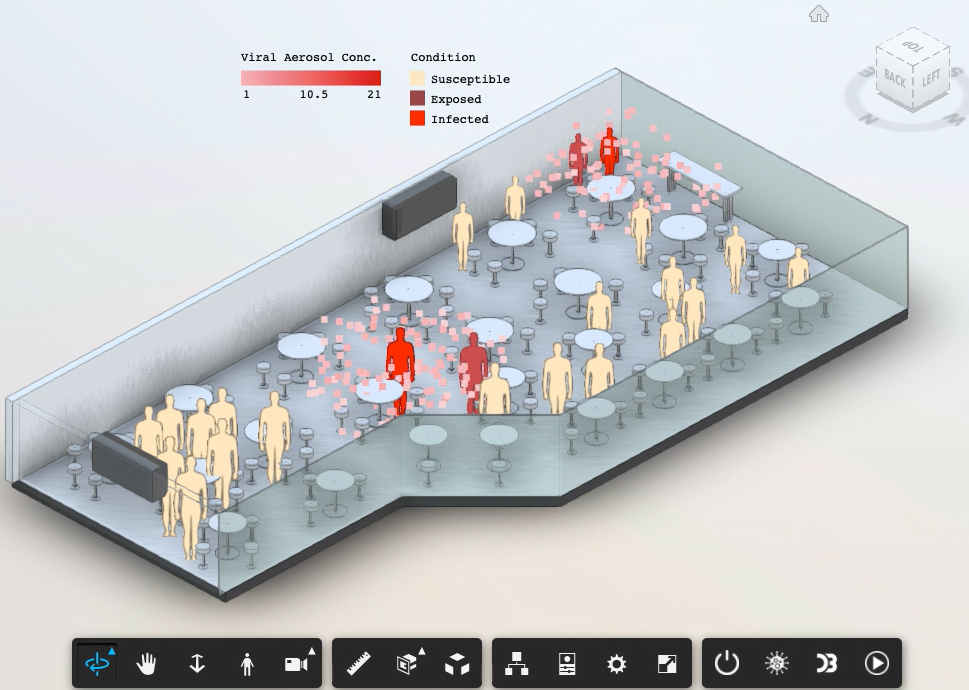 Viral Aerosol Conc.
1 10.5 21
Condition
Susceptible
Exposed
Infected
TOP
BACK
LEFT
E
S
N
W